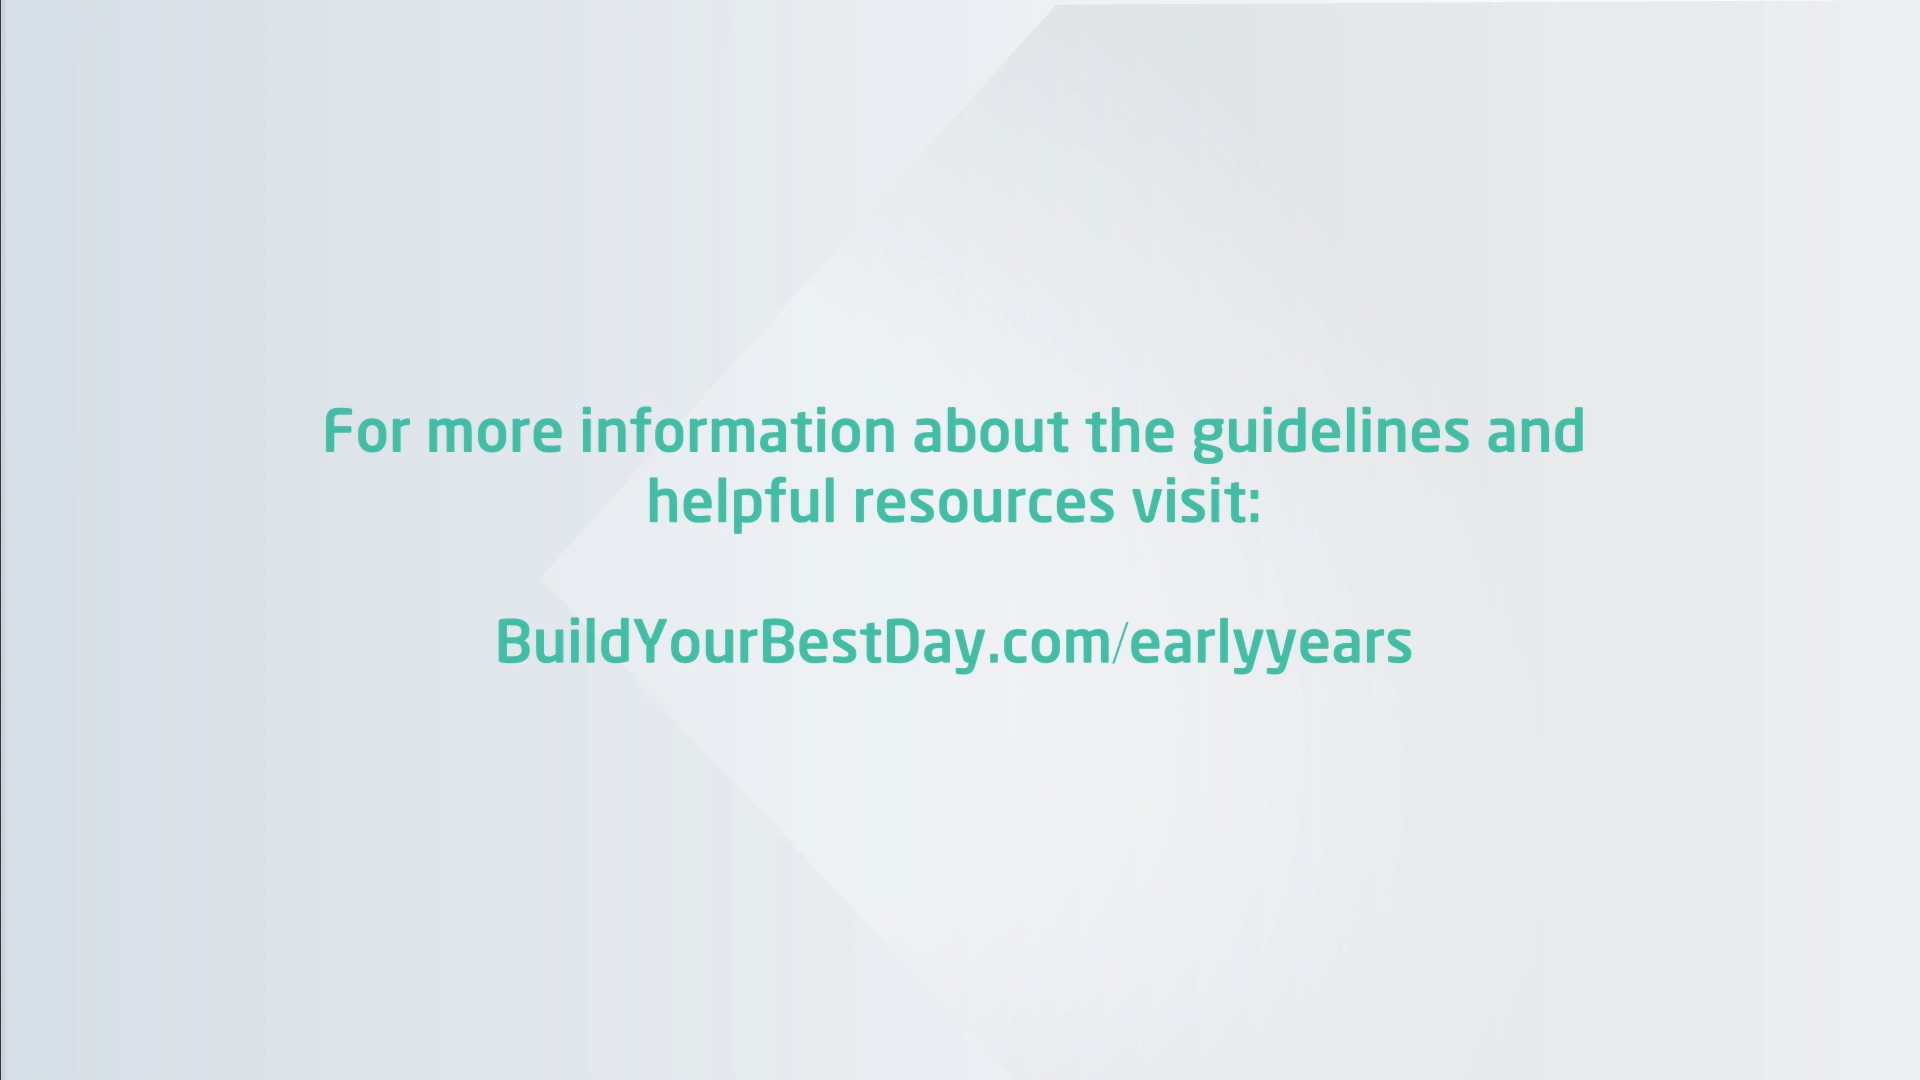 For more information about the guidelines and
helpful resources visit:
BuildYourBestDay.com/earlyyears